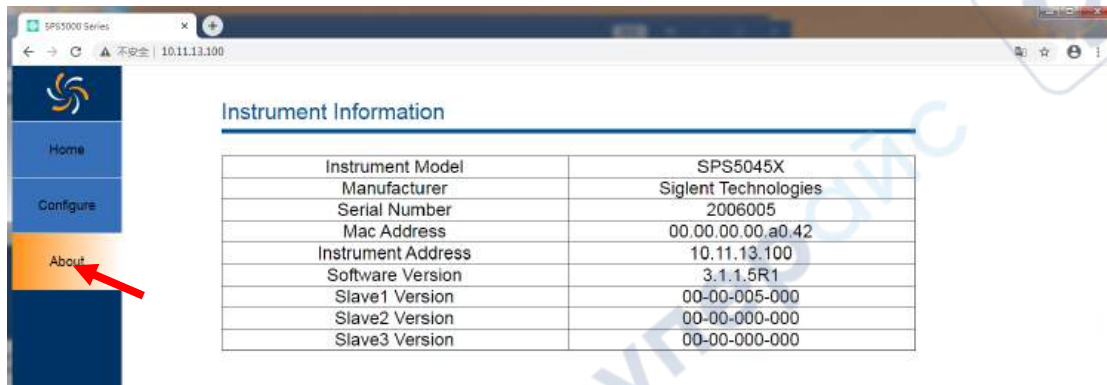 SPS5000 Series
不安全 | 10.11.13.100
Instrument Information
Home
Configure
About
Instrument Model SPS5045X
Manufacturer Siglent Technologies
Serial Number 2006005
Mac Address 00.00.00.00.a0.42
Instrument Address 10.11.13.100
Software Version 3.1.1.5R1
Slave1 Version 00-00-005-000
Slave2 Version 00-00-000-000
Slave3 Version 00-00-000-000